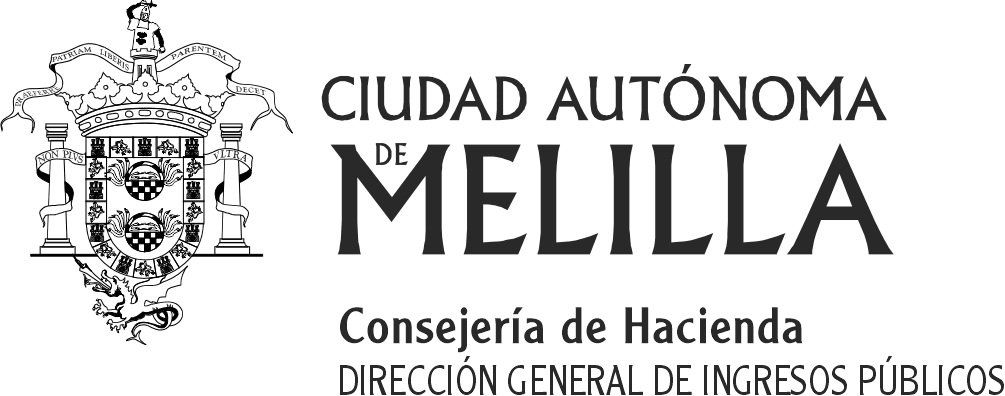 PRAEFERRE PATRIAM LIBERIS PARENTEM DECET
NON PLVS VLTRA
CIUDAD AUTÓNOMA
DE
MELILLA
Consejería de Hacienda
DIRECCIÓN GENERAL DE INGRESOS PÚBLICOS